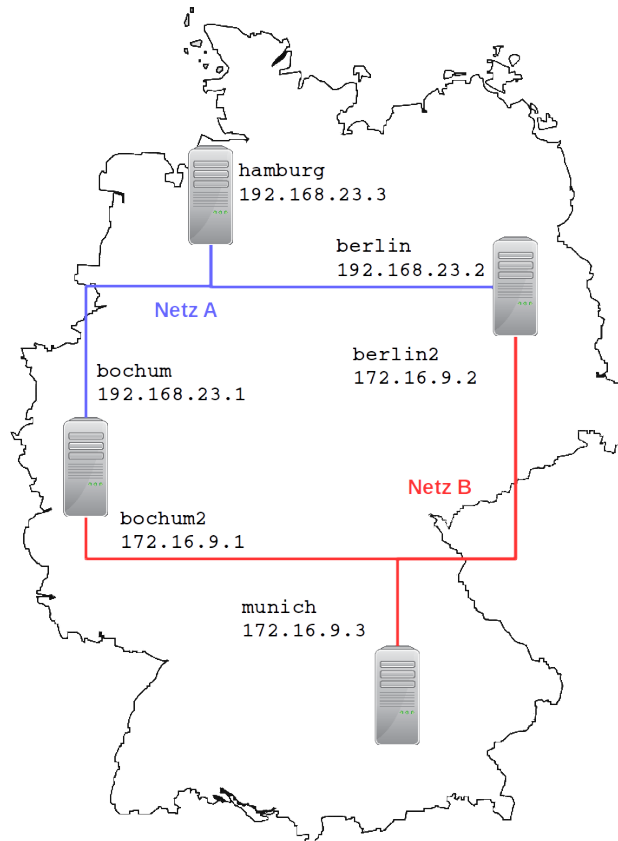 hamburg
192.168.23.3
berlin
192.168.23.2
Netz A
berlin2
172.16.9.2
bochum
192.168.23.1
Netz B
bochum2
172.16.9.1
munich
172.16.9.3